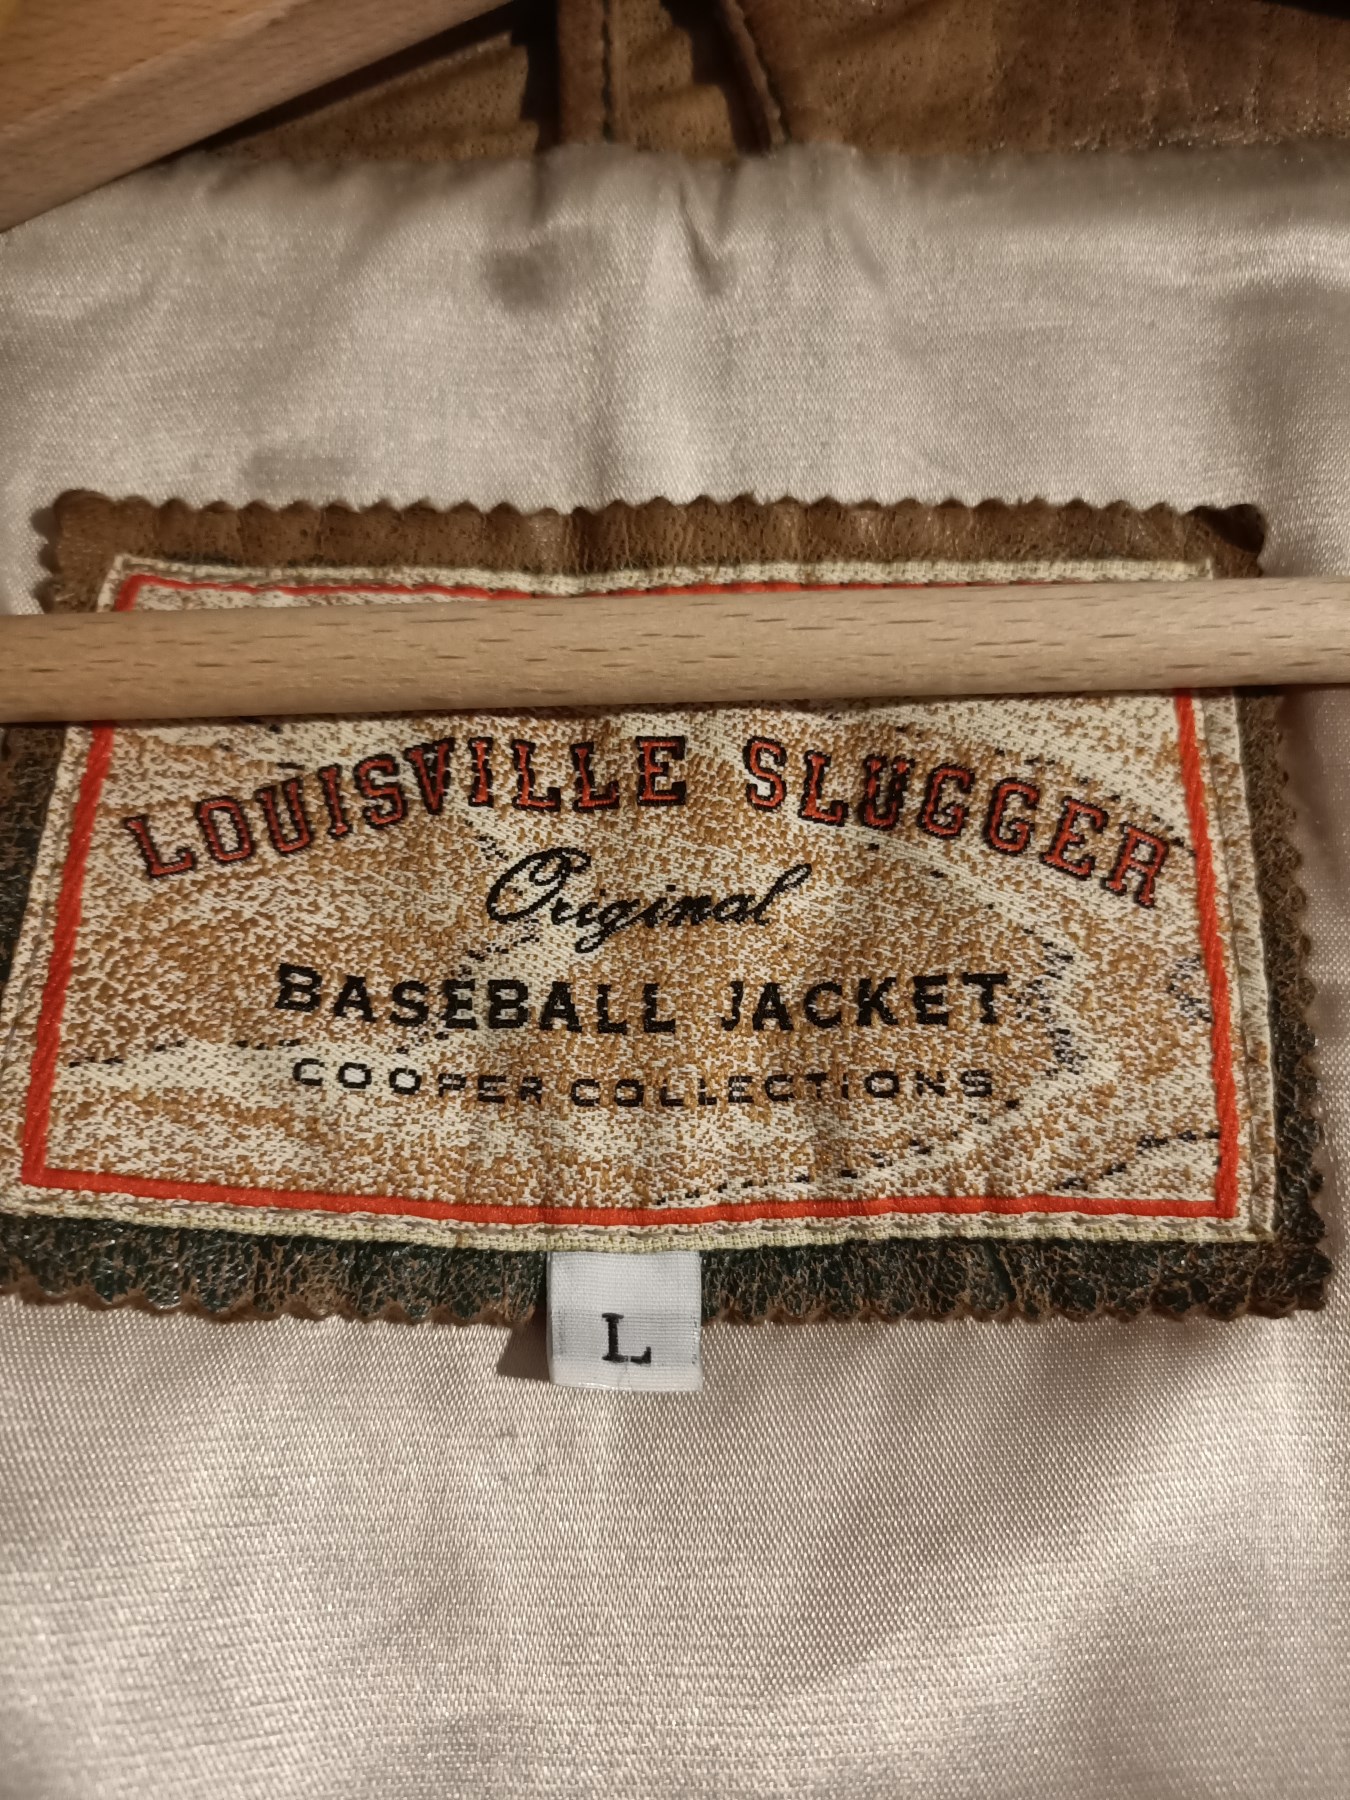 LOUISVILLE SLUGGER
Original
BASEBALL JACKET
COOPER COLLECTIONS
L